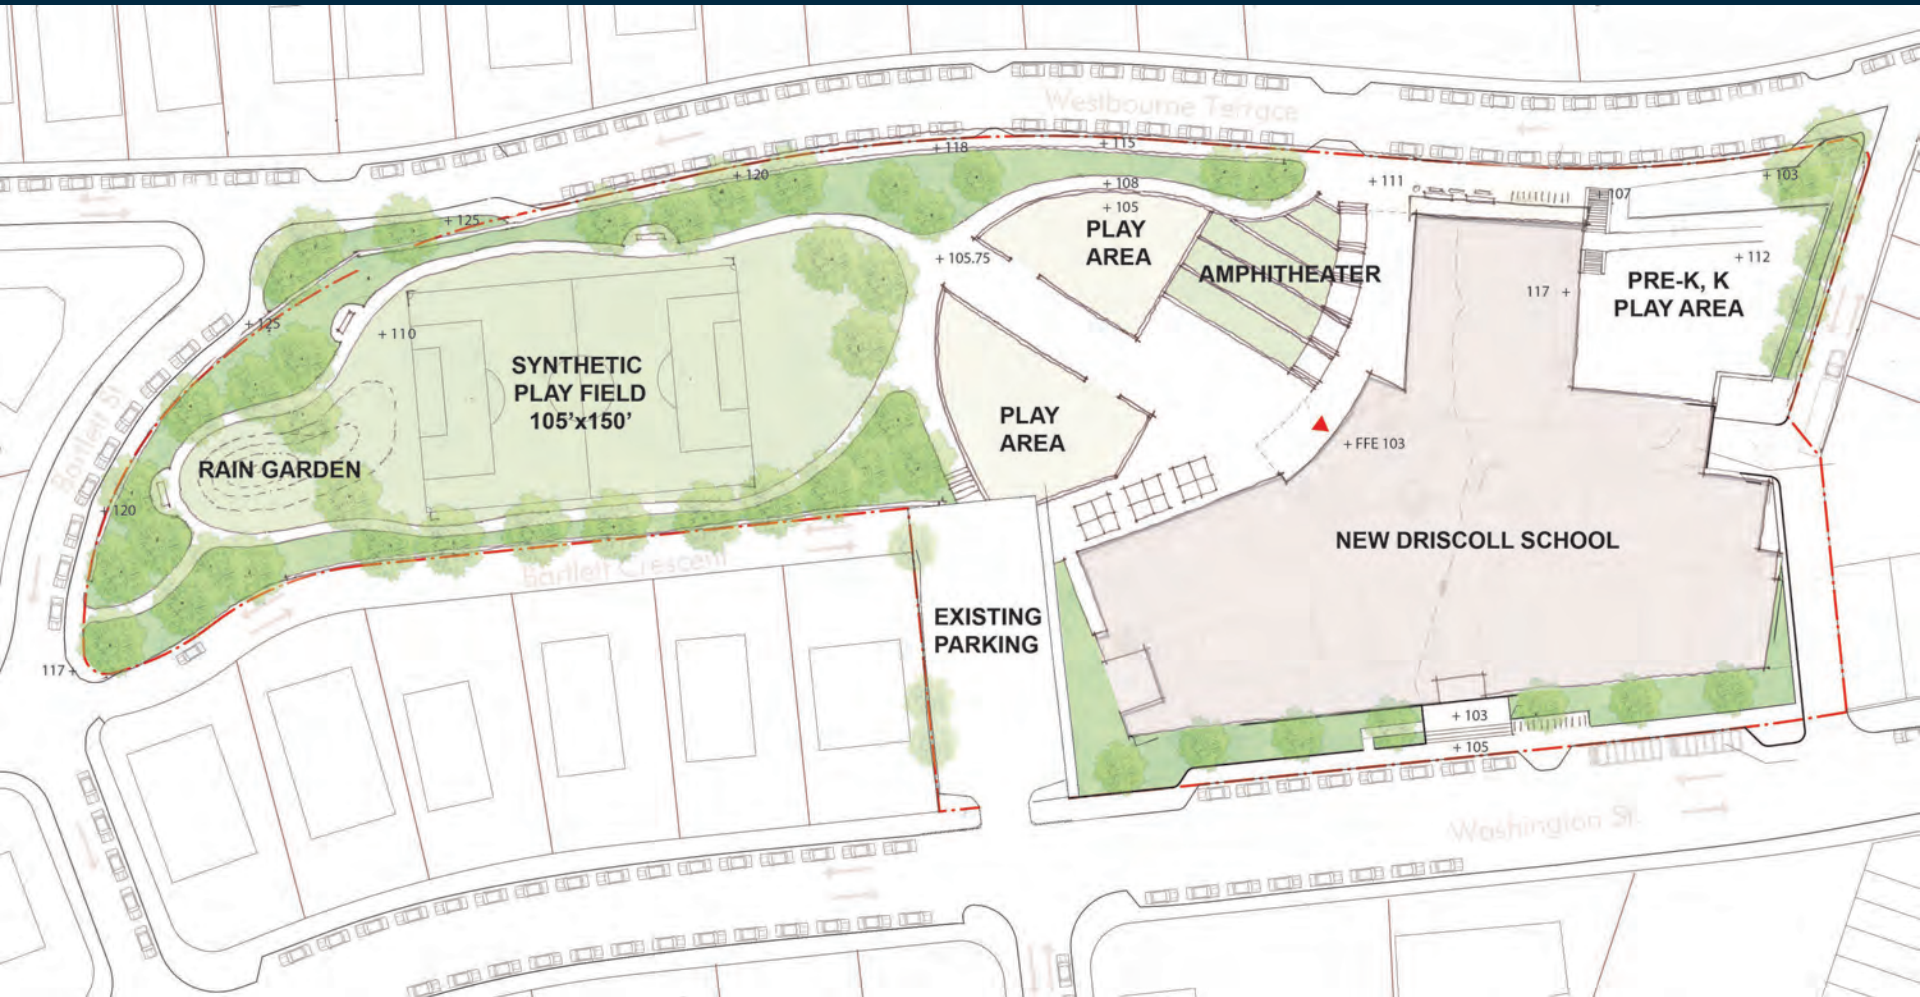 Westbourne Terrace
+ 118
+ 115
+ 120
+ 108
+ 111
+ 103
+ 107
+ 105
+ 125
PLAY
AREA
+ 105.75
AMPHITHEATER
+ 112
117 +
PRE-K, K
PLAY AREA
+ 125
+ 110
SYNTHETIC
PLAY FIELD
105'x150'
PLAY
AREA
+ FFE 103
Bartlett St
RAIN GARDEN
+ 120
NEW DRISCOLL SCHOOL
Bartlett Crescent
EXISTING
PARKING
117 +
+ 103
+ 105
Washington St.